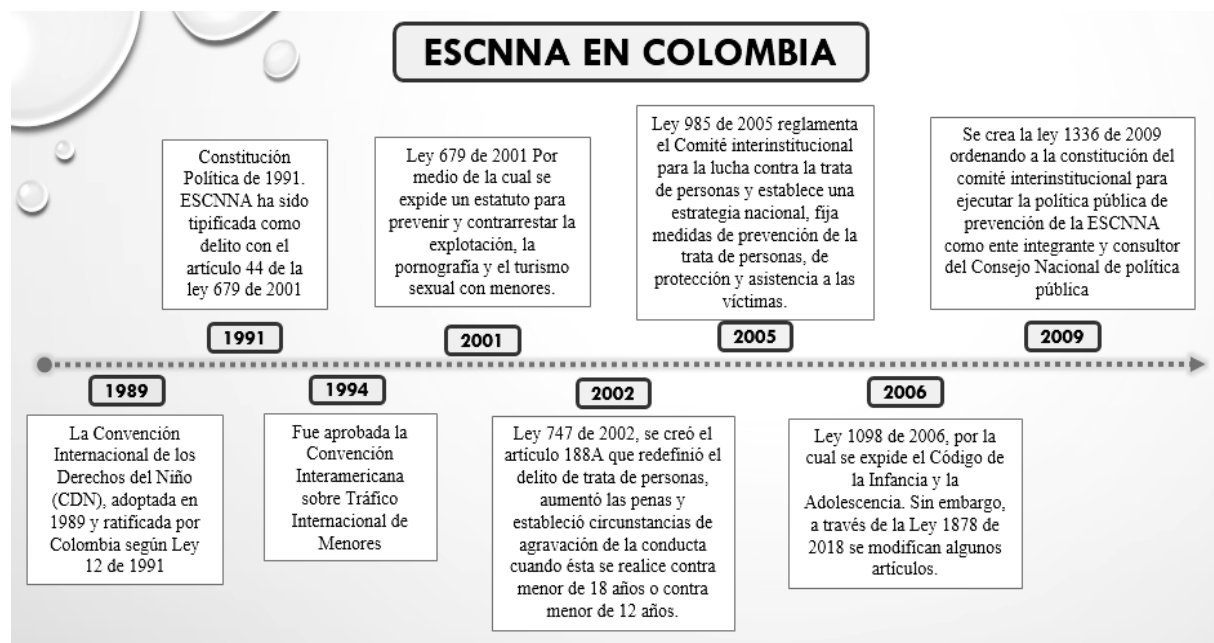 ESCNNA EN COLOMBIA
Constitución
Política de 1991.
ESCNNA ha sido
tipificada como
delito con el
artículo 44 de la
ley 679 de 2001
1991
Ley 679 de 2001 Por
medio de la cual se
expide un estatuto para
prevenir y contrarrestar la
explotación, la
pornografía y el turismo
sexual con menores.
2001
Ley 985 de 2005 reglamenta
el Comité interinstitucional
para la lucha contra la trata
de personas y establece una
estrategia nacional, fija
medidas de prevención de la
trata de personas, de
protección y asistencia a las
víctimas.
2005
Se crea la ley 1336 de 2009
ordenando a la constitución del
comité interinstitucional para
ejecutar la política pública de
prevención de la ESCNNA
como ente integrante y consultor
del Consejo Nacional de política
pública
2009
1989
La Convención
Internacional de los
Derechos del Niño
(CDN), adoptada en
1989 y ratificada por
Colombia según Ley
12 de 1991
1994
Fue aprobada la
Convención
Interamericana
sobre Tráfico
Internacional de
Menores
2002
Ley 747 de 2002, se creó el
artículo 188A que redefinió el
delito de trata de personas,
aumentó las penas y
estableció circunstancias de
agravación de la conducta
cuando ésta se realice contra
menor de 18 años o contra
menor de 12 años.
2006
Ley 1098 de 2006, por la
cual se expide el Código de
la Infancia y la
Adolescencia. Sin embargo,
a través de la Ley 1878 de
2018 se modifican algunos
artículos.